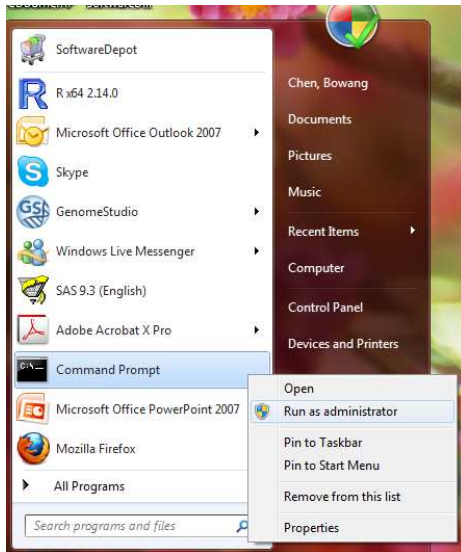 SoftwareDepot
R x64 2.14.0
Microsoft Office Outlook 2007
Skype
GenomeStudio
Windows Live Messenger
SAS 9.3 (English)
Adobe Acrobat X Pro
Command Prompt
Microsoft Office PowerPoint 2007
Mozilla Firefox
All Programs
Search programs and files
Chen, Bowang
Documents
Pictures
Music
Recent Items
Computer
Control Panel
Devices and Printers
Open
Run as administrator
Pin to Taskbar
Pin to Start Menu
Remove from this list
Properties